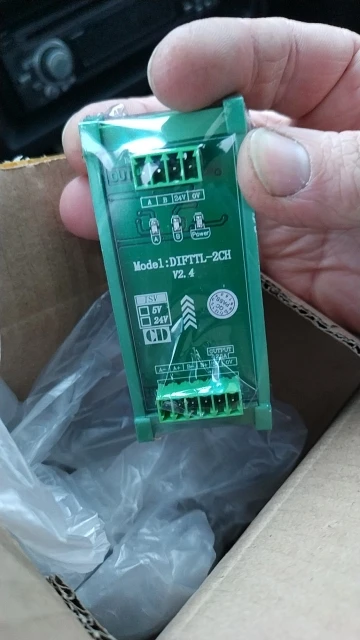 OUT
A B 24V 0V
A B Power
Model:DIFTTL-2CH
V2.4
5V
24V
OUTPUT
A- A+ B- B+